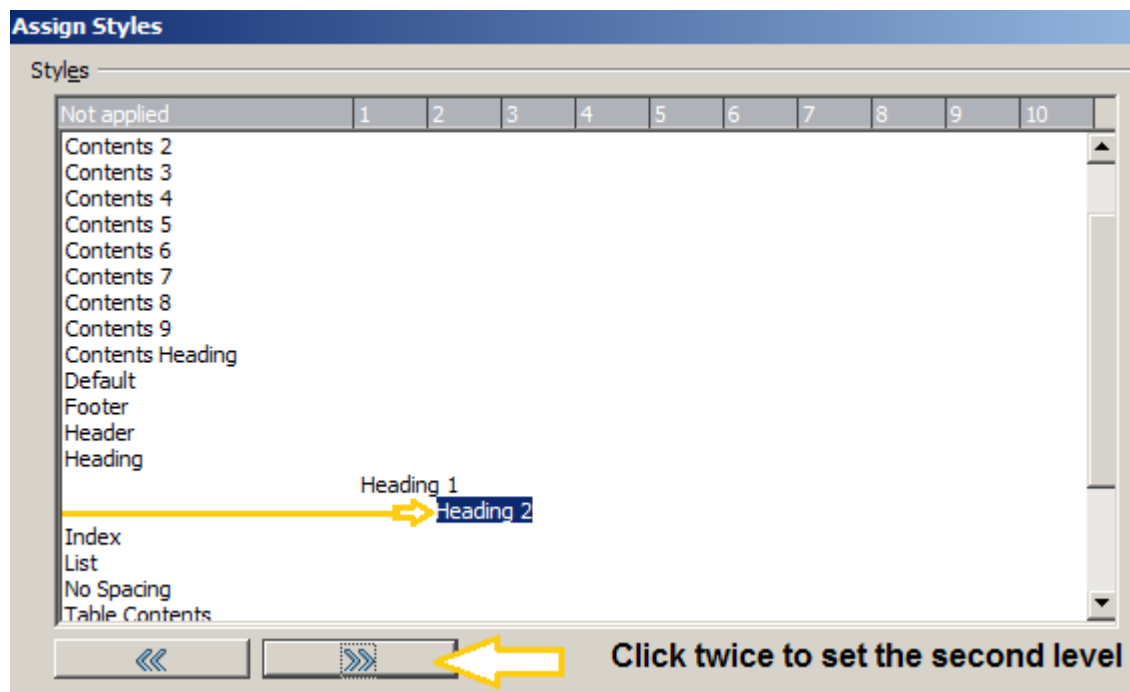 Assign Styles
Styles
Not applied 1 2 3 4 5 6 7 8 9 10
Contents 2
Contents 3
Contents 4
Contents 5
Contents 6
Contents 7
Contents 8
Contents 9
Contents Heading
Default
Footer
Header
Heading
Heading 1
Heading 2
Index
List
No Spacing
Table Contents
Click twice to set the second level